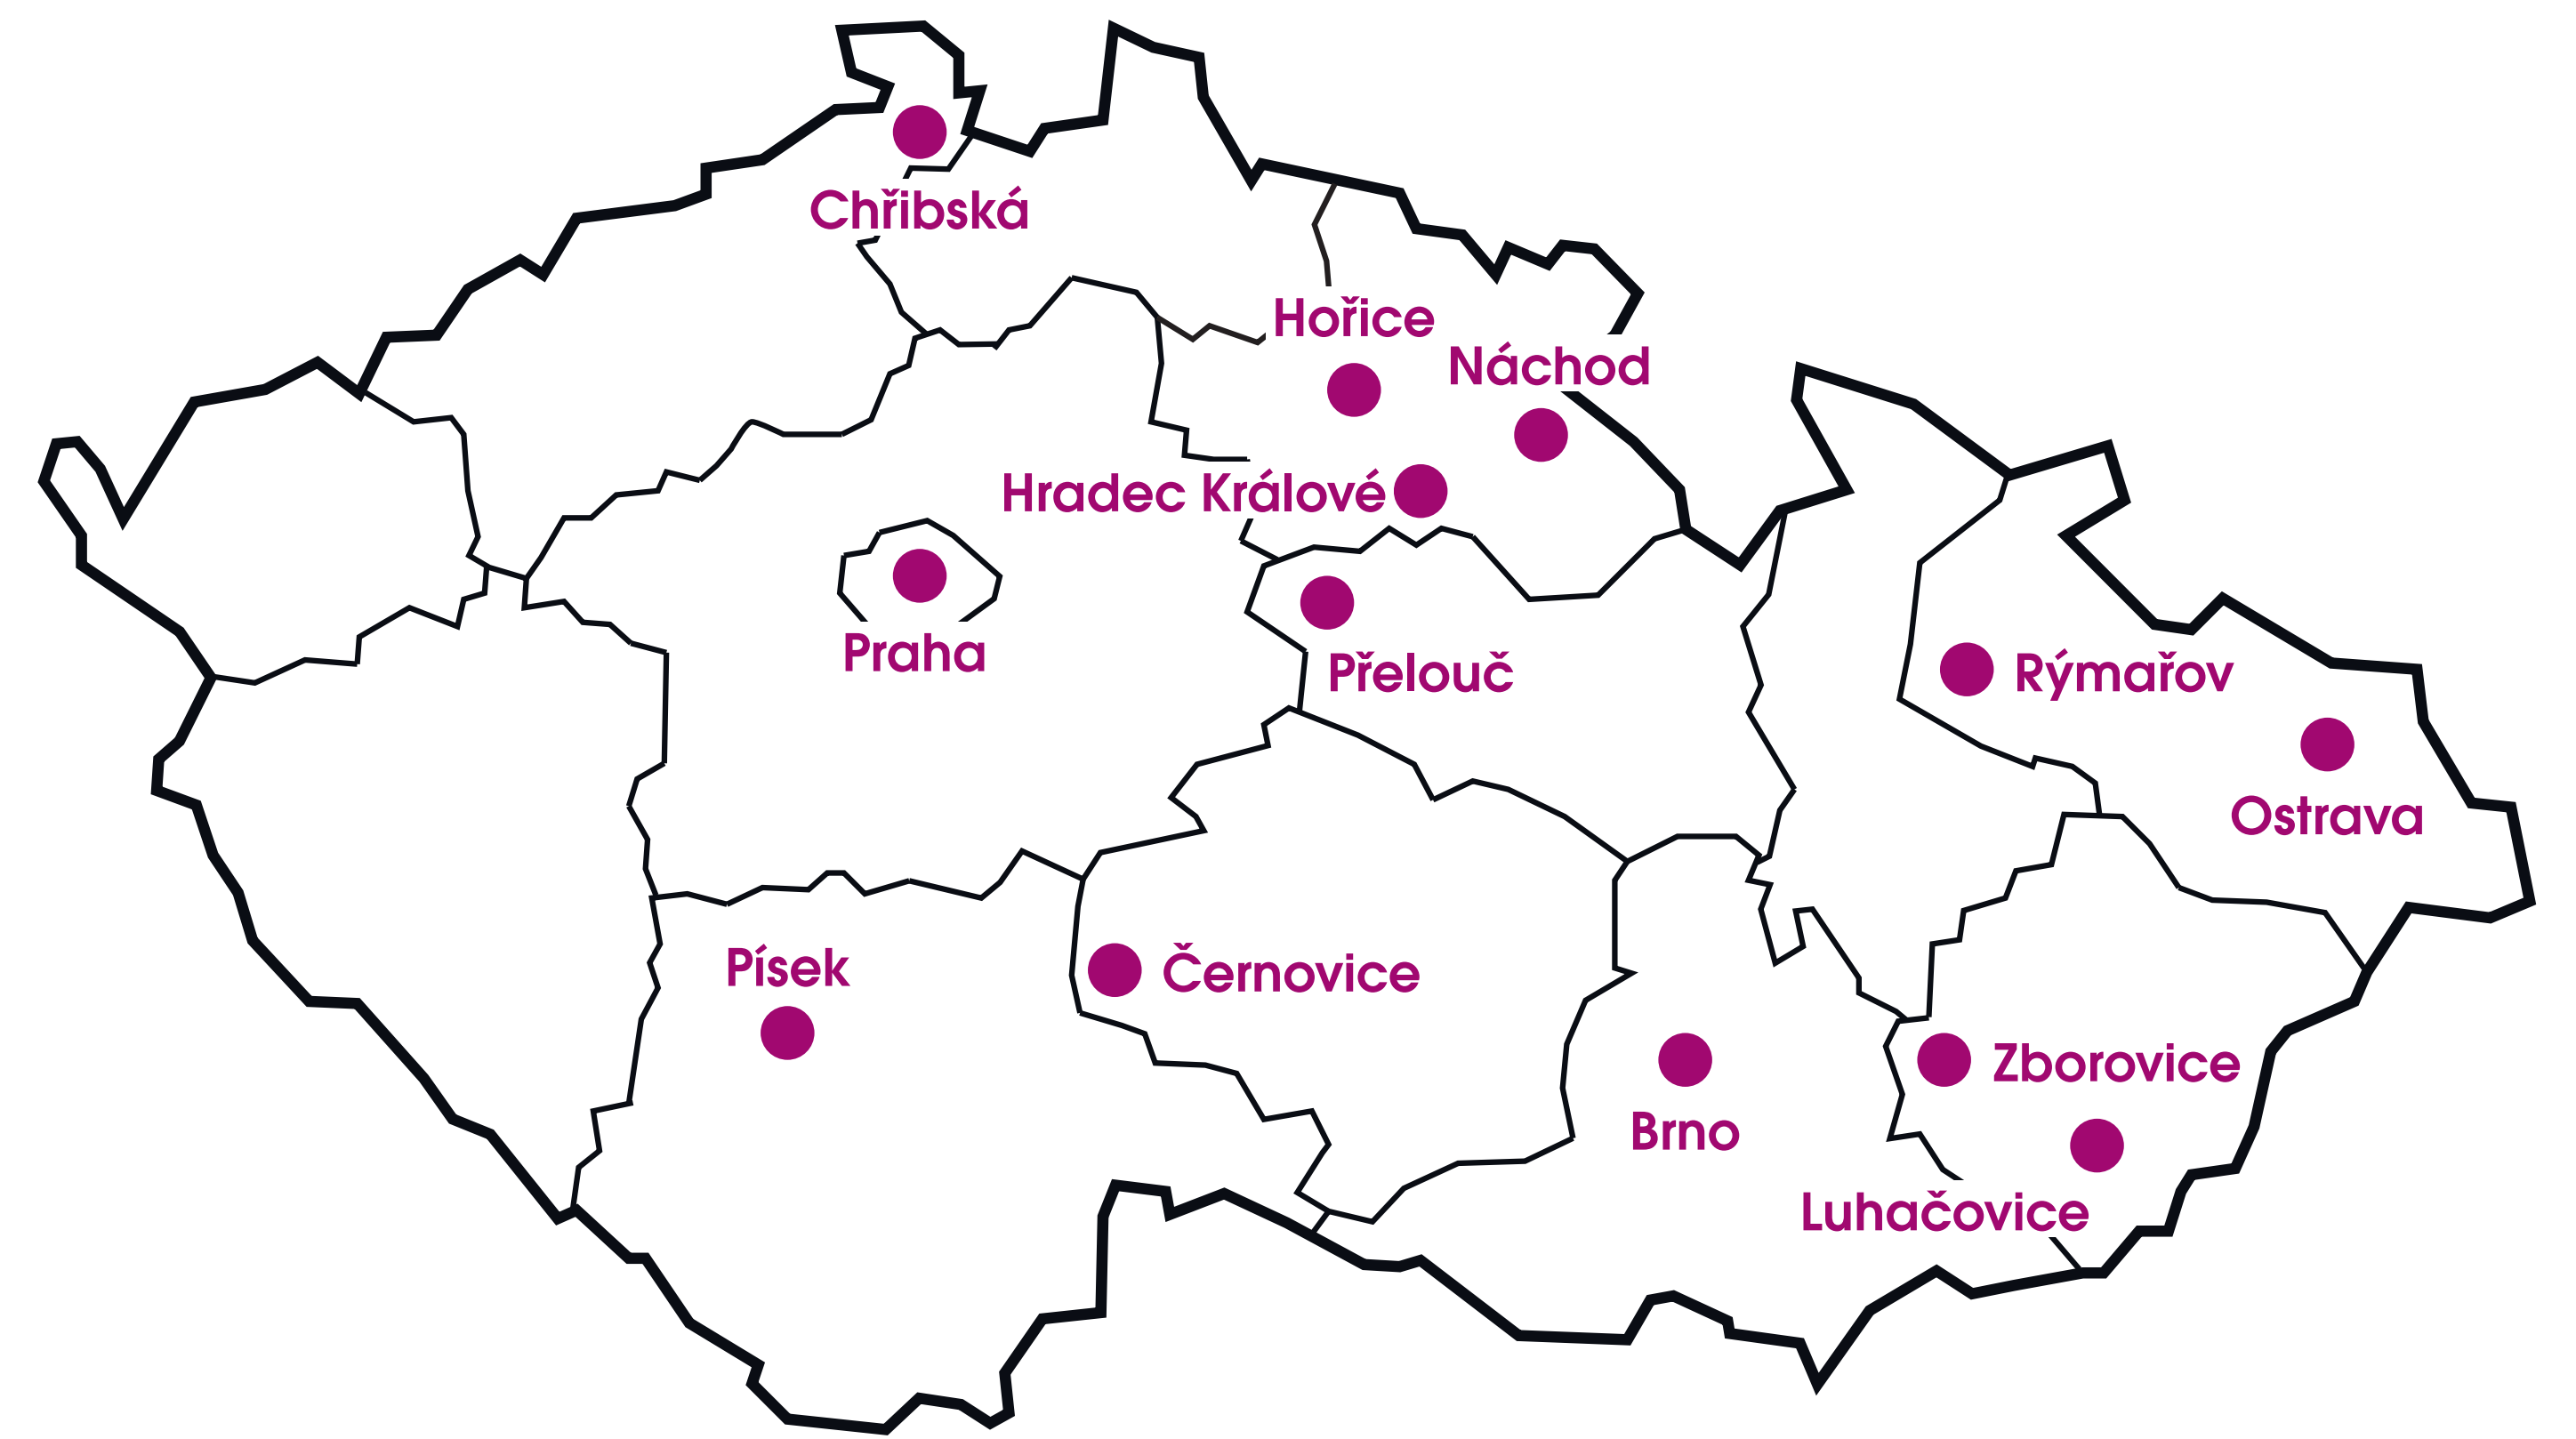 Chřibská
Hořice
Náchod
Hradec Králové
Praha
Přelouč
Rýmařov
Ostrava
Písek
Černovice
Zborovice
Brno
Luhačovice